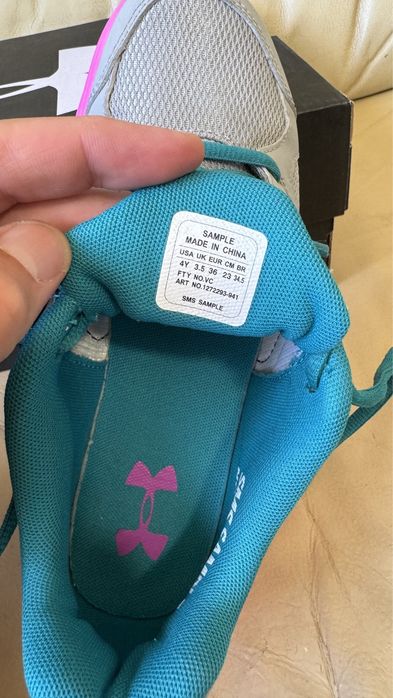 SAMPLE
MADE IN CHINA
USA UK EUR CM BR
4Y 3.5 36 23 34.5
FTY NO.VC
ART NO.1272293-941
SMS SAMPLE